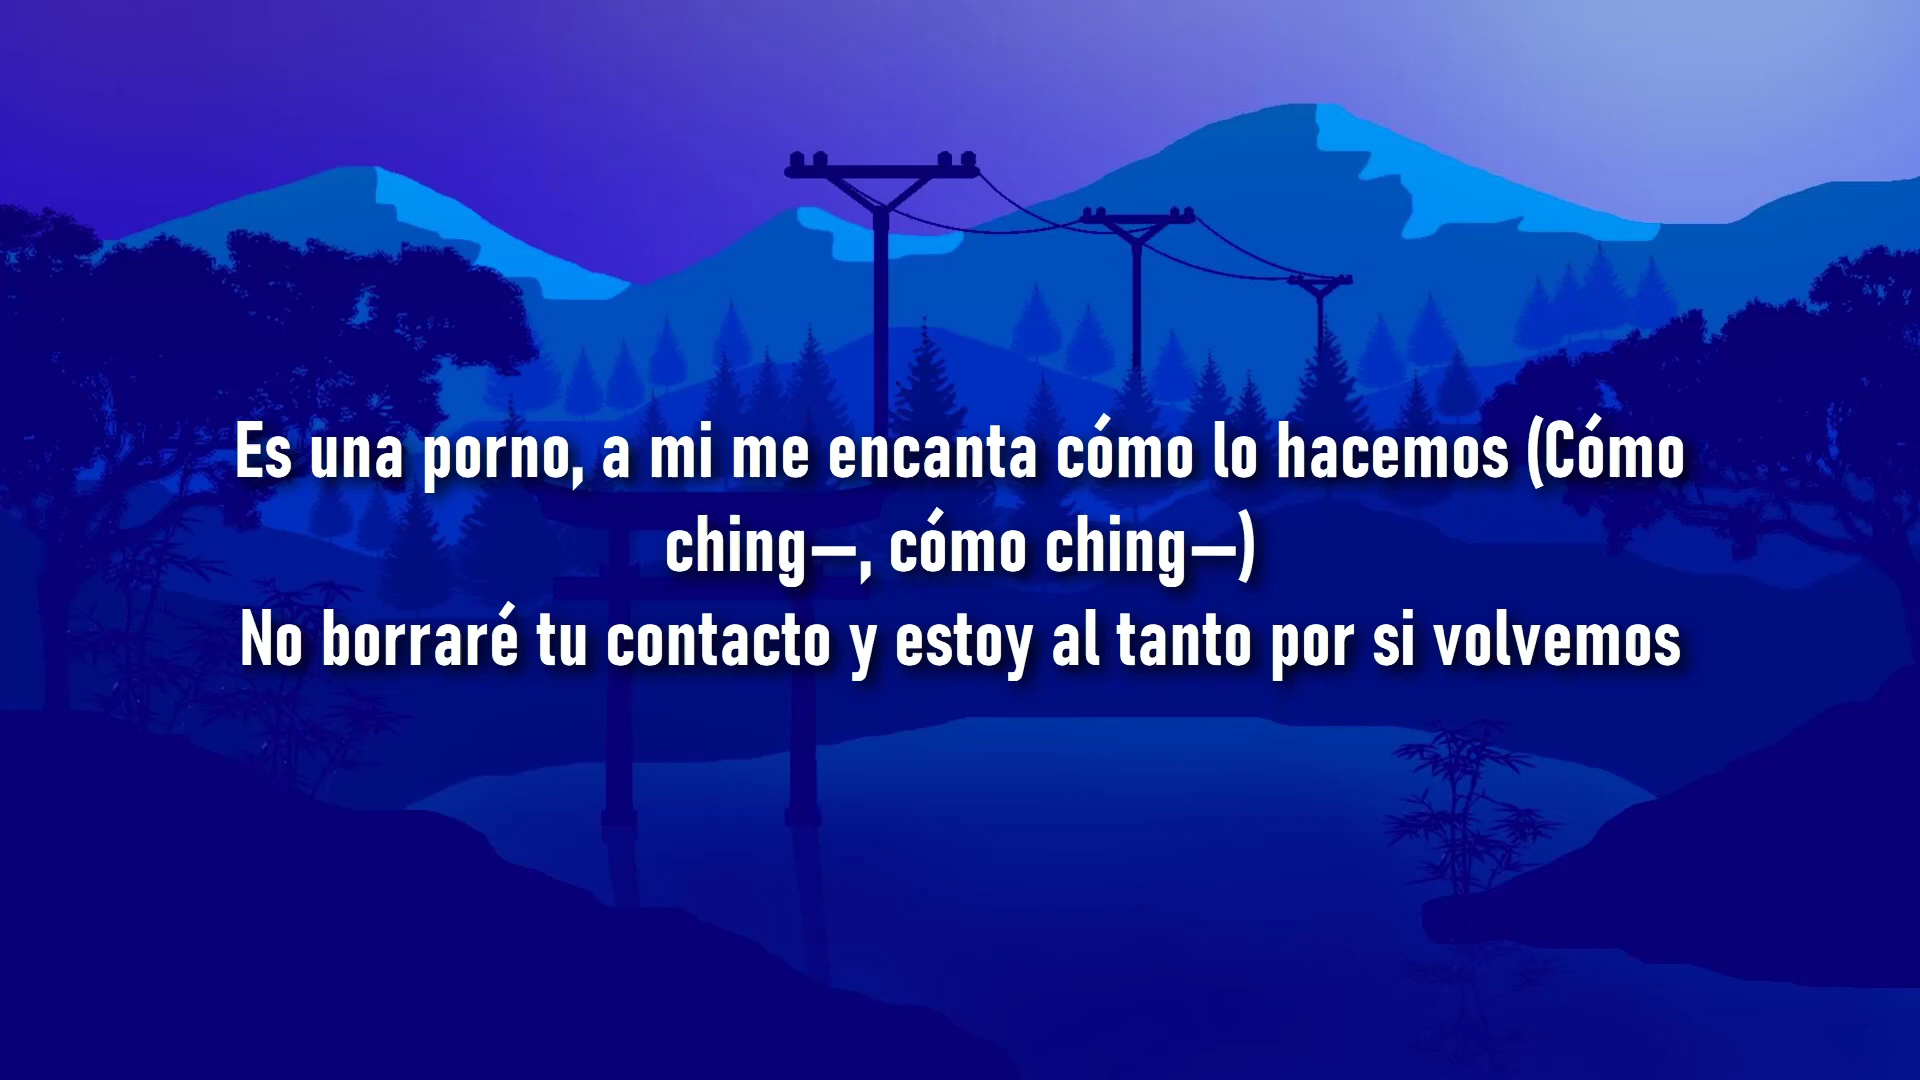 Es una porno, a mi me encanta cómo lo hacemos (Cómo
ching—, cómo ching—)
No borraré tu contacto y estoy al tanto por si volvemos